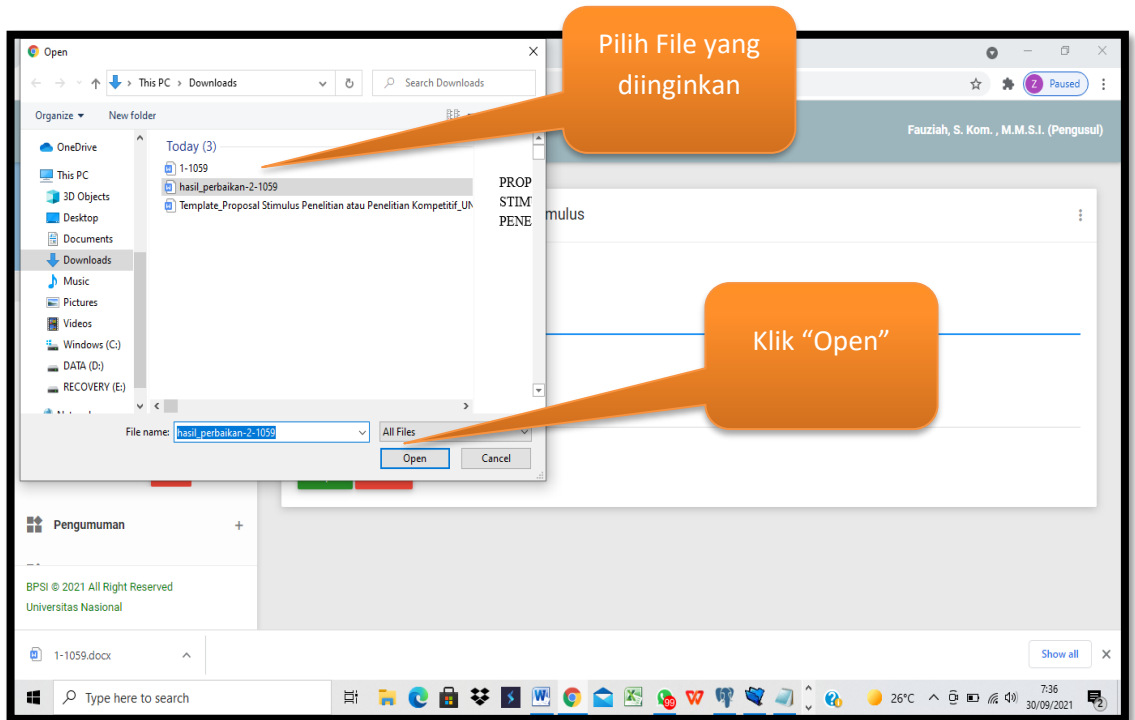 Pilih File yang
diinginkan
Open
This PC > Downloads
Search Downloads
Paused
Z
Organize
New folder
Fauziah, S. Kom. , M.M.S.I. (Pengusul)
OneDrive
This PC
3D Objects
Desktop
Documents
Downloads
Music
Pictures
Videos
Windows (C:)
DATA (D:)
RECOVERY (E:)
Today (3)
1-1059
hasil_perbaikan-2-1059
Template_Proposal Stimulus Penelitian atau Penelitian Kompetitif_UN
PROP
STIM
PENE
mulus
Klik “Open”
File name:
hasil_perbaikan-2-1059
All Files
Open
Cancel
Pengumuman
BPSI © 2021 All Right Reserved
Universitas Nasional
1-1059.docx
Show all
Type here to search
99
26°C
7:36
30/09/2021
2